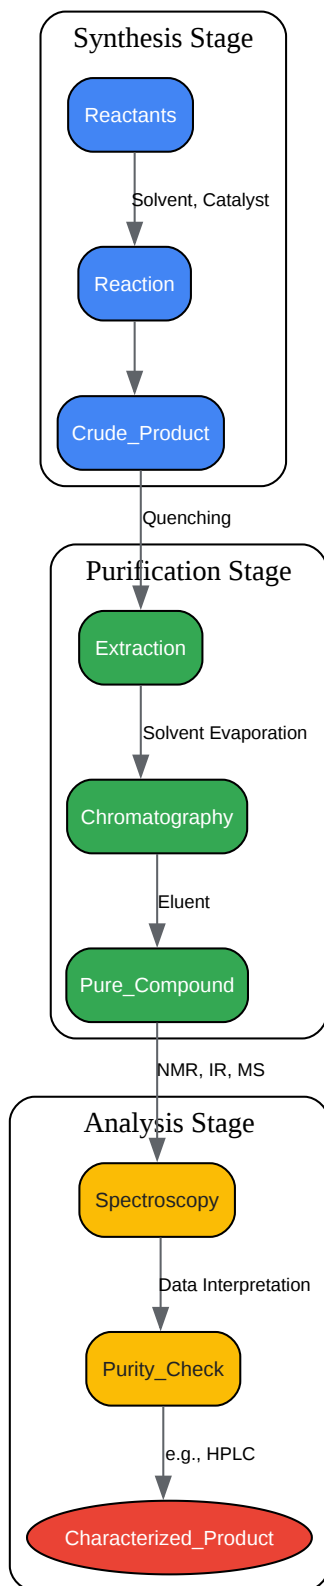 Synthesis Stage
Reactants
Solvent, Catalyst
Reaction
Crude_Product
Quenching
Purification Stage
Extraction
Solvent Evaporation
Chromatography
Eluent
Pure_Compound
NMR, IR, MS
Analysis Stage
Spectroscopy
Data Interpretation
Purity_Check
e.g., HPLC
Characterized_Product